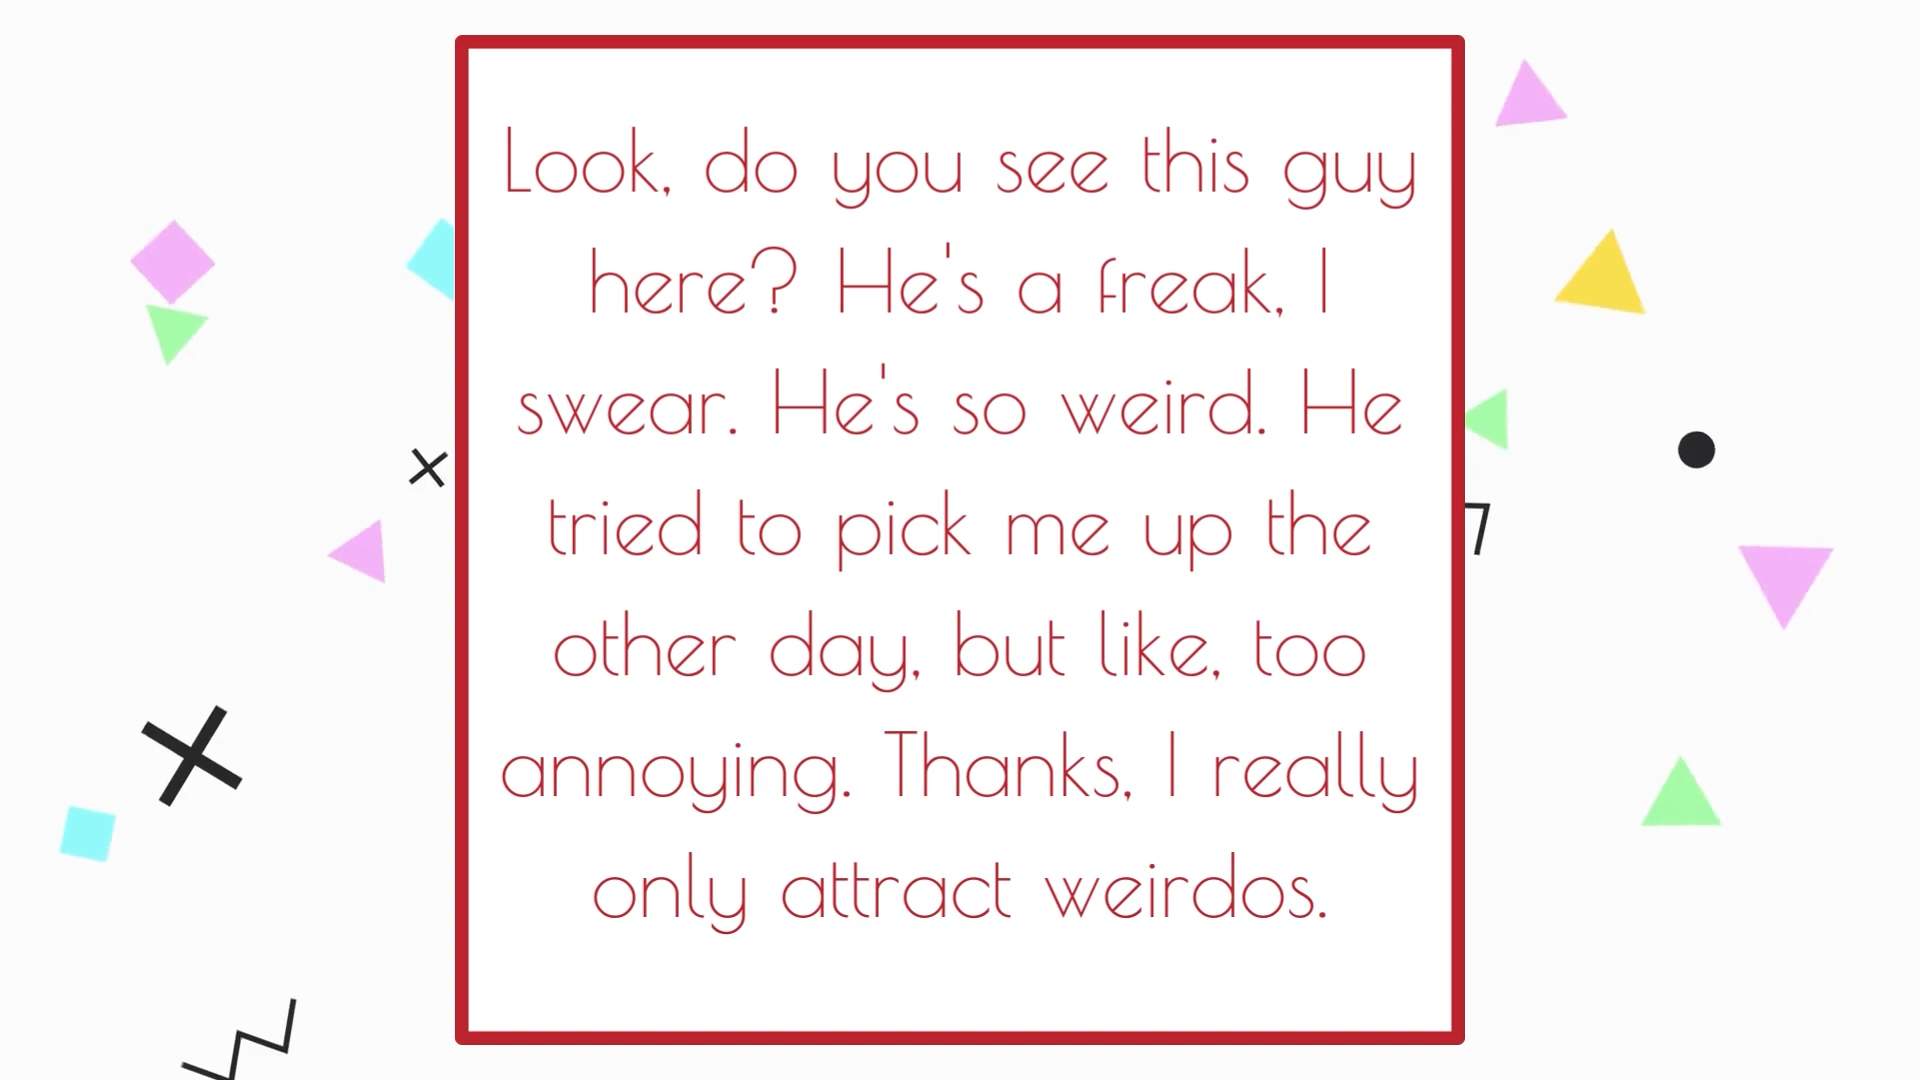 Look, do you see this guy
here? He's a freak, I
swear. He's so weird. He
tried to pick me up the
other day, but like, too
annoying. Thanks, I really
only attract weirdos.